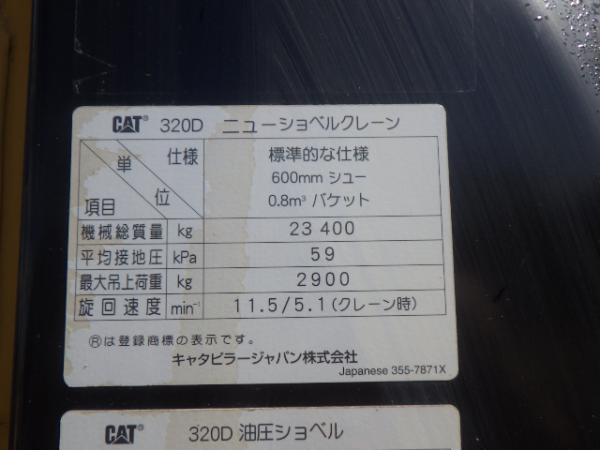 CAT® 320D ニューショベルクレーン
単位 仕様 項目
標準的な仕様
600mm シュー
0.8m³ バケット
機械総質量 kg 23 400
平均接地圧 kPa 59
最大吊上荷重 kg 2900
旋回速度 min⁻¹ 11.5/5.1(クレーン時)
Ⓡは登録商標の表示です。
キャタピラージャパン株式会社
Japanese 355-7871X
CAT® 320D 油圧ショベル